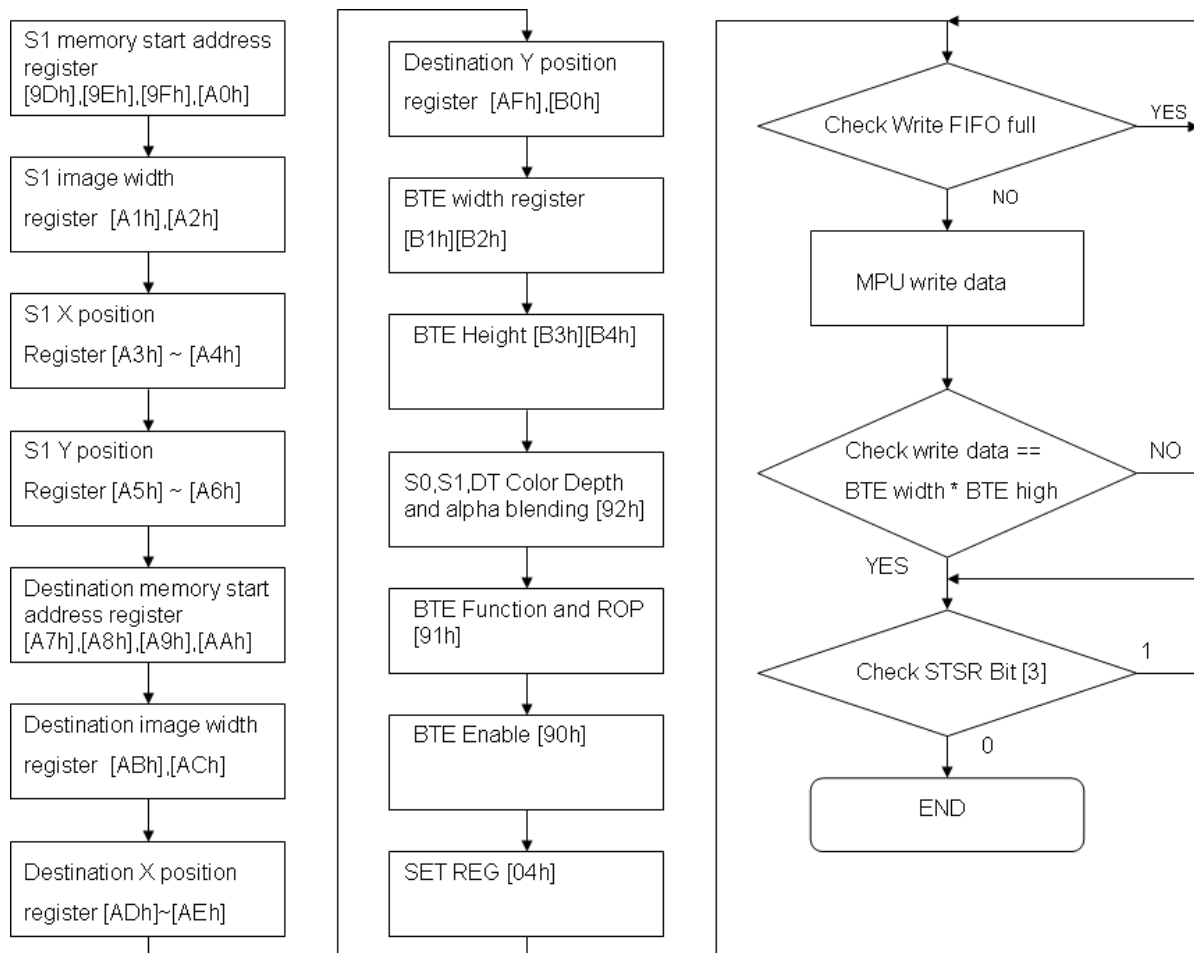 S1 memory start address
register
[9Dh],[9Eh],[9Fh],[A0h]
S1 image width
register [A1h],[A2h]
S1 X position
Register [A3h] ~ [A4h]
S1 Y position
Register [A5h] ~ [A6h]
Destination memory start
address register
[A7h],[A8h],[A9h],[AAh]
Destination image width
register [ABh],[ACh]
Destination X position
register [ADh]~[AEh]
Destination Y position
register [AFh],[B0h]
BTE width register
[B1h][B2h]
BTE Height [B3h][B4h]
S0,S1,DT Color Depth
and alpha blending [92h]
BTE Function and ROP
[91h]
BTE Enable [90h]
SET REG [04h]
Check Write FIFO full
YES
NO
MPU write data
Check write data ==
BTE width * BTE high
NO
YES
Check STSR Bit [3]
1
0
END